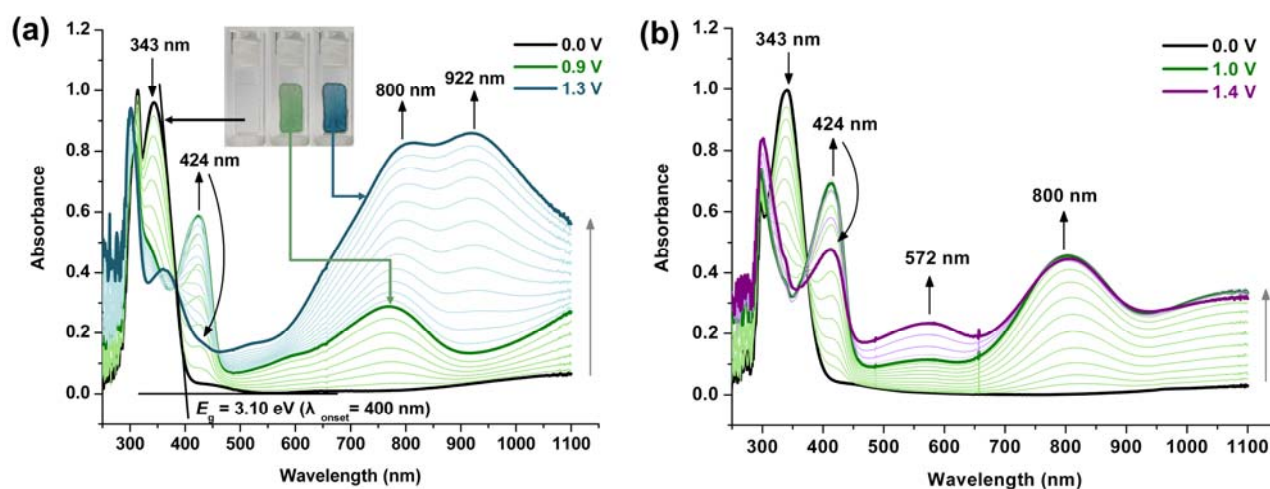 (a)
1.2
1.0
0.8
0.6
0.4
0.2
0.0
Absorbance
343 nm
424 nm
800 nm
922 nm
0.0 V
0.9 V
1.3 V
E g = 3.10 eV (λ onset = 400 nm)
300 400 500 600 700 800 900 1000 1100
Wavelength (nm)
(b)
1.2
1.0
0.8
0.6
0.4
0.2
0.0
Absorbance
343 nm
424 nm
572 nm
800 nm
0.0 V
1.0 V
1.4 V
300 400 500 600 700 800 900 1000 1100
Wavelength (nm)